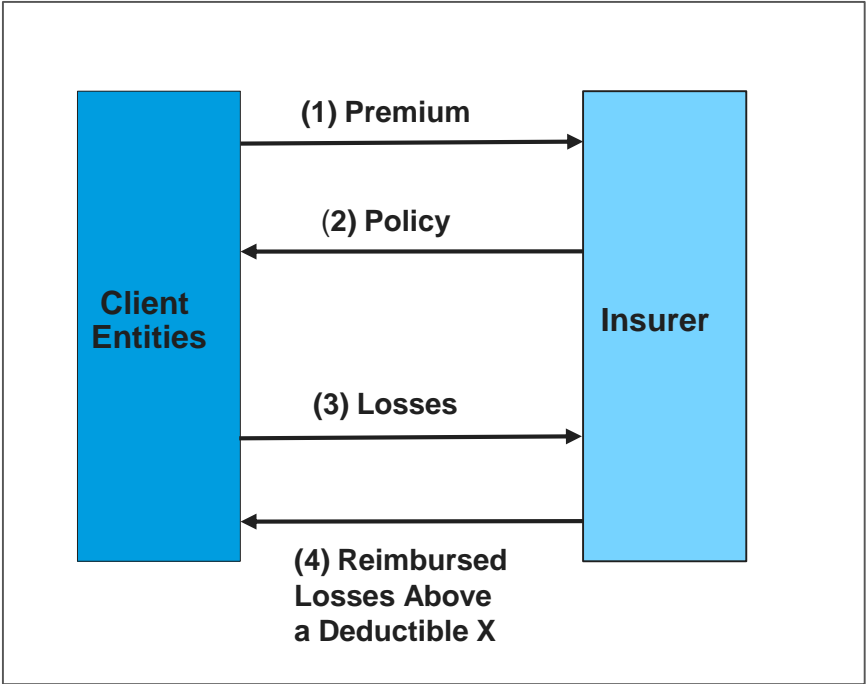 (1) Premium
(2) Policy
Client
Entities
Insurer
(3) Losses
(4) Reimbursed
Losses Above
a Deductible X